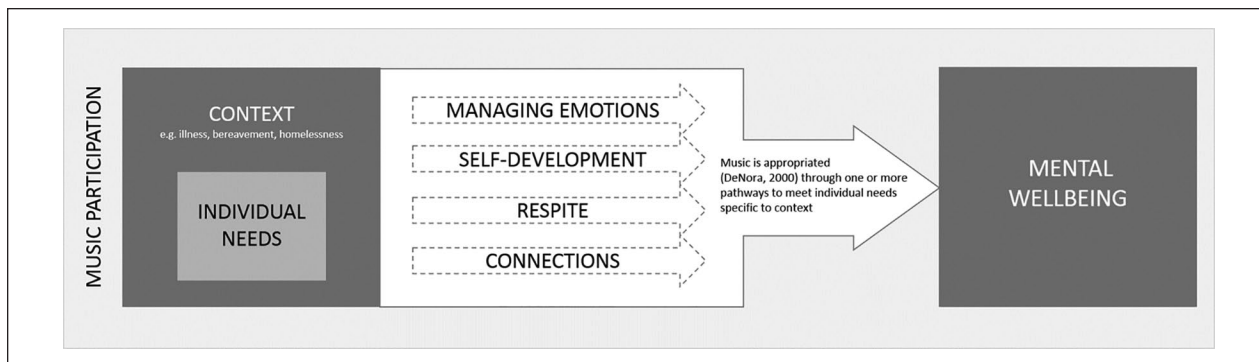 MUSIC PARTICIPATION
CONTEXT
e.g. illness, bereavement, homelessness
INDIVIDUAL
NEEDS
MANAGING EMOTIONS
SELF-DEVELOPMENT
RESPITE
CONNECTIONS
Music is appropriated
(DeNora, 2000) through one or more
pathways to meet individual needs
specific to context
MENTAL
WELLBEING